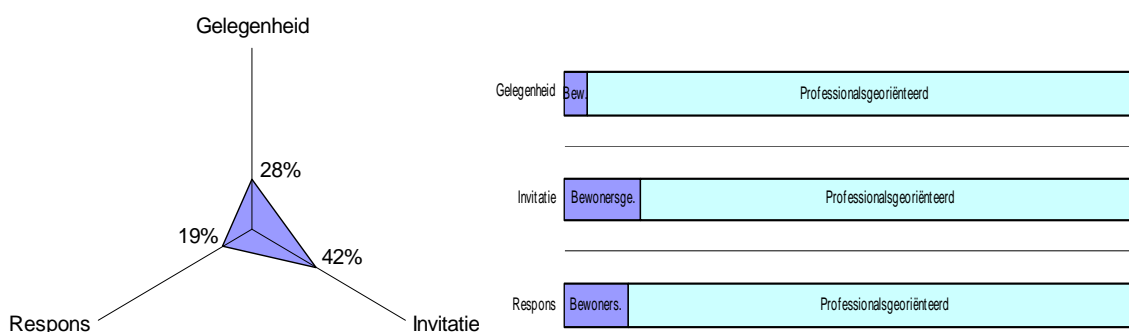 Gelegenheid
28%
19%
42%
Respons
Invitatie
Gelegenheid
Bew.
Professionalsgeoriënteerd
Invitatie
Bewonersge.
Professionalsgeoriënteerd
Respons
Bewoners.
Professionalsgeoriënteerd